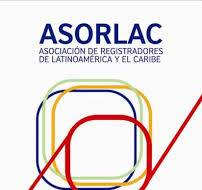 ASORLAC
ASOCIACIÓN DE REGISTRADORES
DE LATINOAMÉRICA Y EL CARIBE